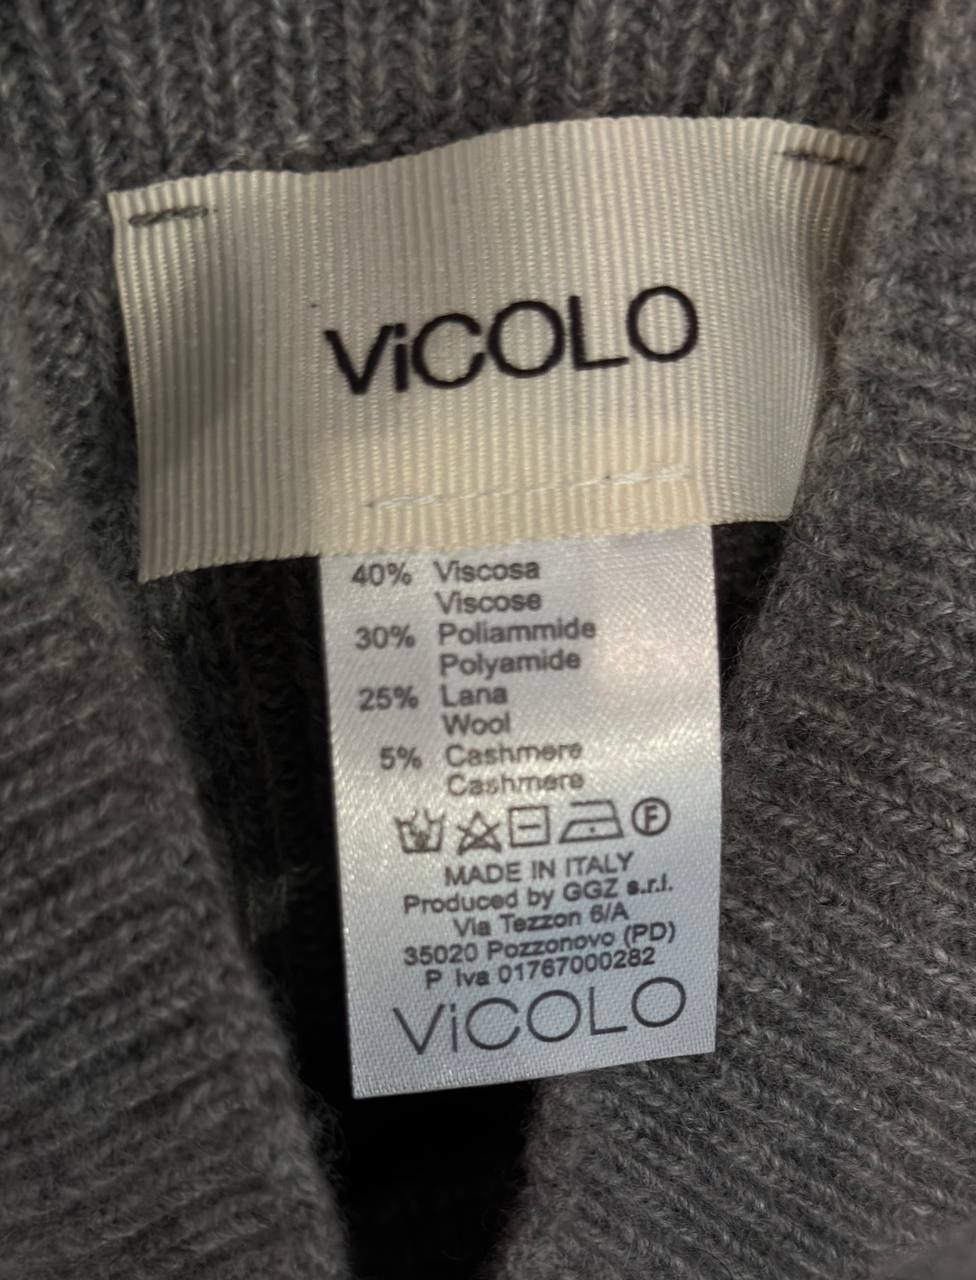 ViCOLO
40% Viscosa
Viscose
30% Poliammide
Polyamide
25% Lana
Wool
5% Cashmere
Cashmere
F
MADE IN ITALY
Produced by GGZ s.r.l.
Via Tezzon 6/A
35020 Pozzonovo (PD)
P Iva 01767000282
ViCOLO